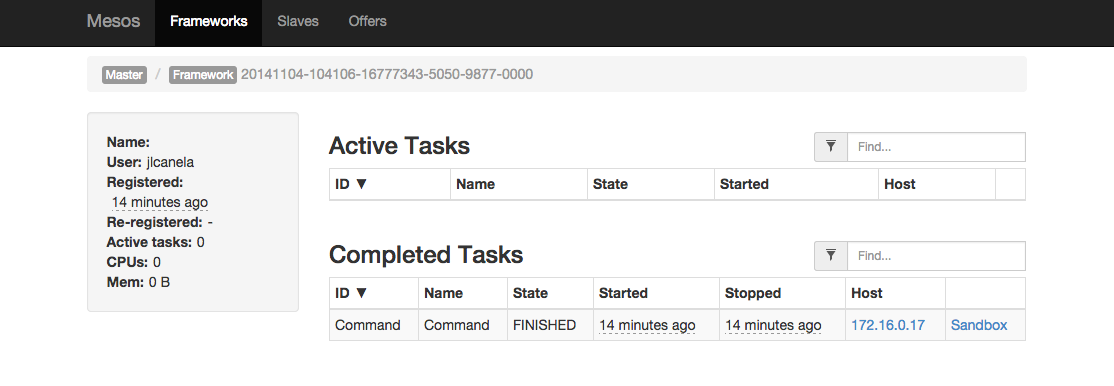 Mesos Frameworks Slaves Offers
Master / Framework 20141104-104106-16777343-5050-9877-0000
Name:
User: jlcanela
Registered:
14 minutes ago
Re-registered: -
Active tasks: 0
CPUs: 0
Mem: 0 B
Active Tasks Find...
ID ▼ Name State Started Host
Completed Tasks Find...
ID ▼ Name State Started Stopped Host
Command Command FINISHED 14 minutes ago 14 minutes ago 172.16.0.17 Sandbox